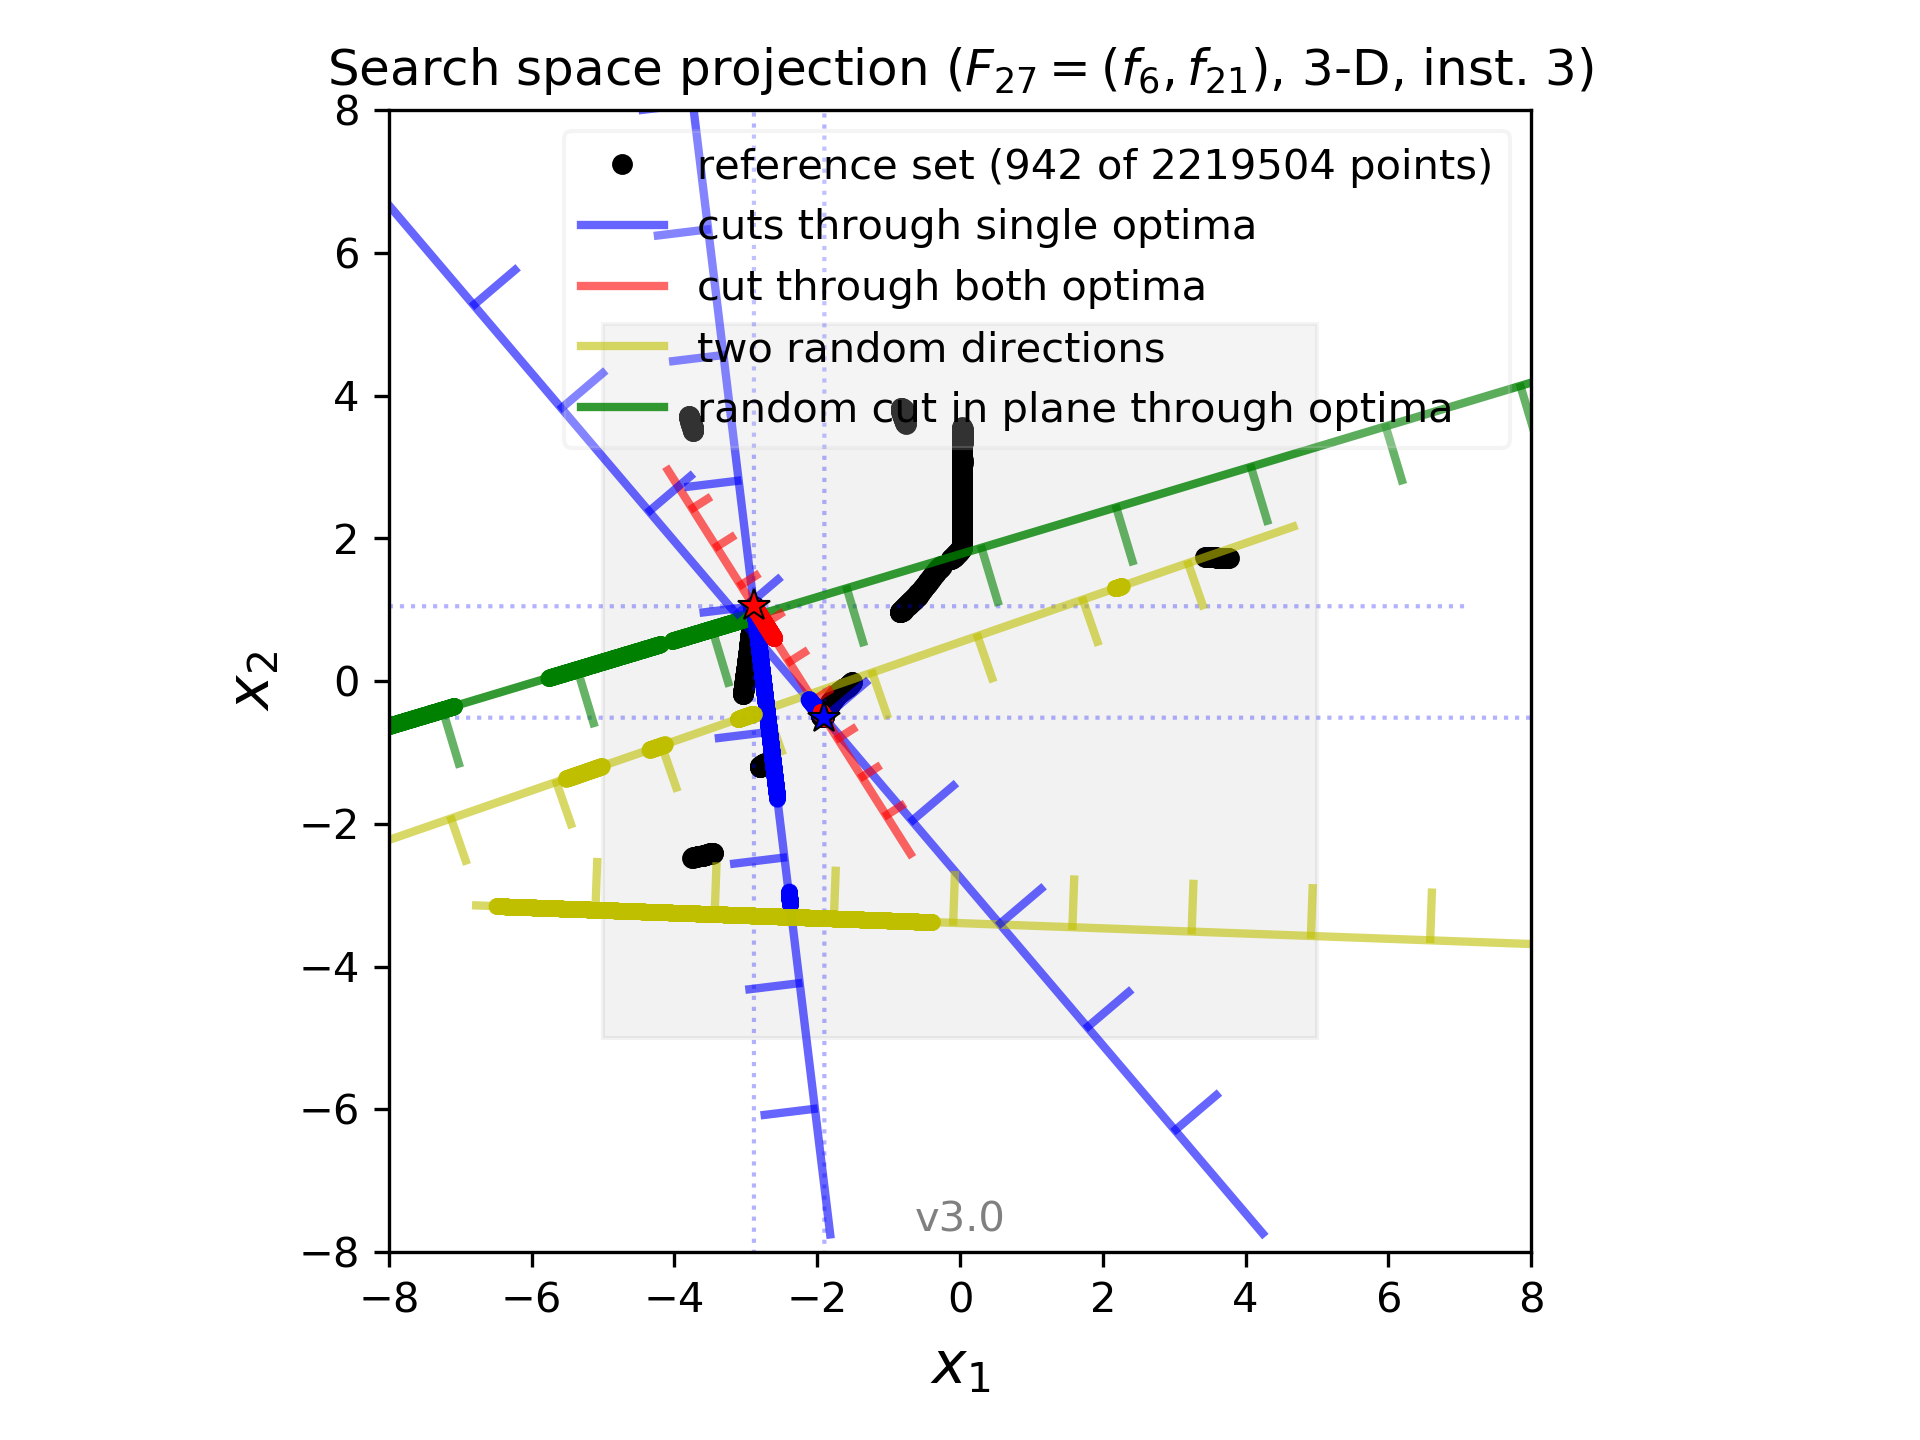 Search space projection (F₂₇ = (f₆, f₂₁), 3-D, inst. 3)
8
reference set (942 of 2219504 points)
cuts through single optima
6
cut through both optima
two random directions
4
random cut in plane through optima
2
x₂
0
−2
−4
−6
v3.0
−8
−8 −6 −4 −2 0 2 4 6 8
x₁